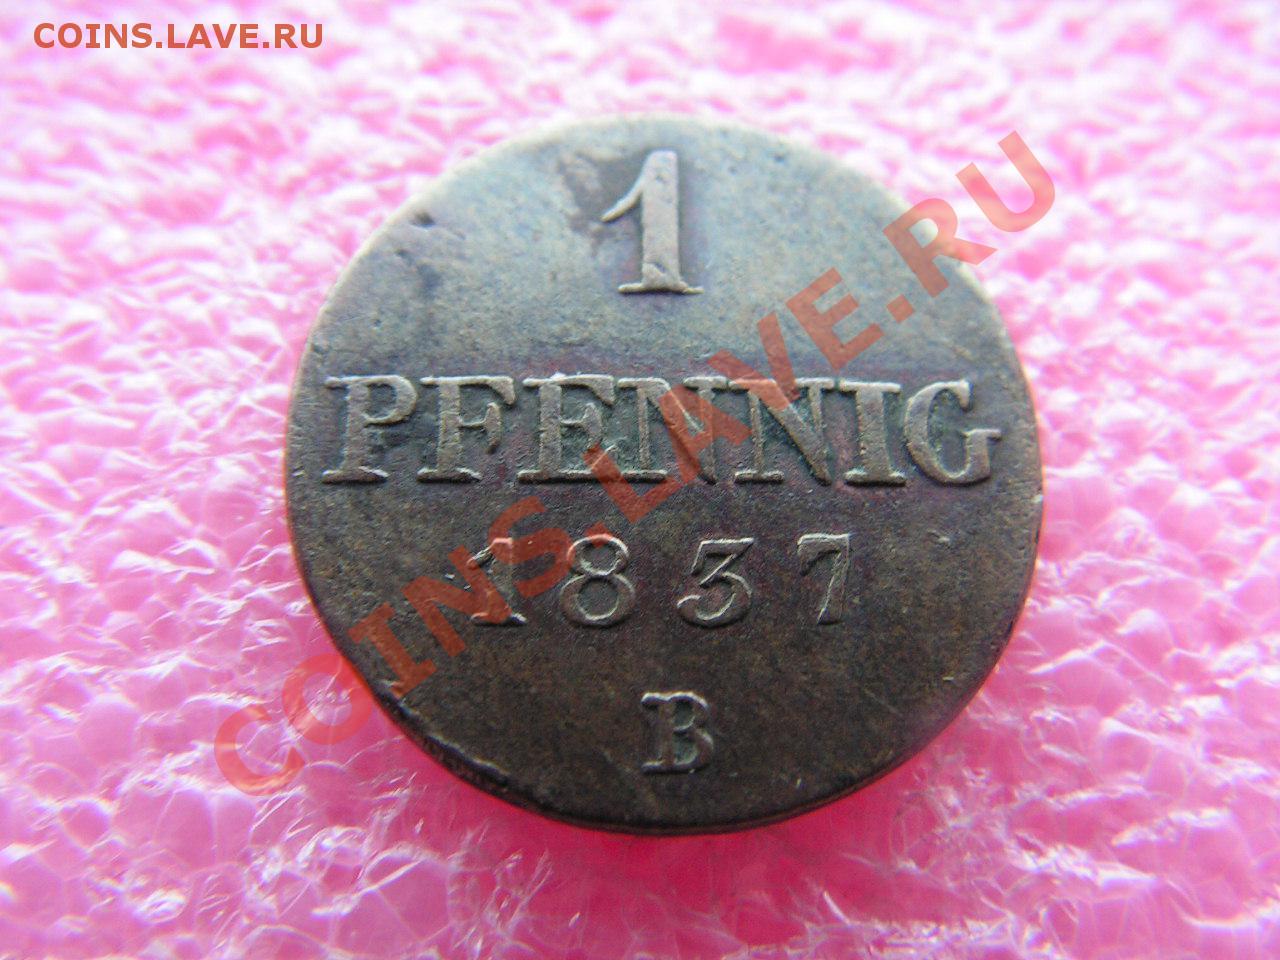 COINS.LAVE.RU
1
PFENNIG
1837
B
COINS.LAVE.RU